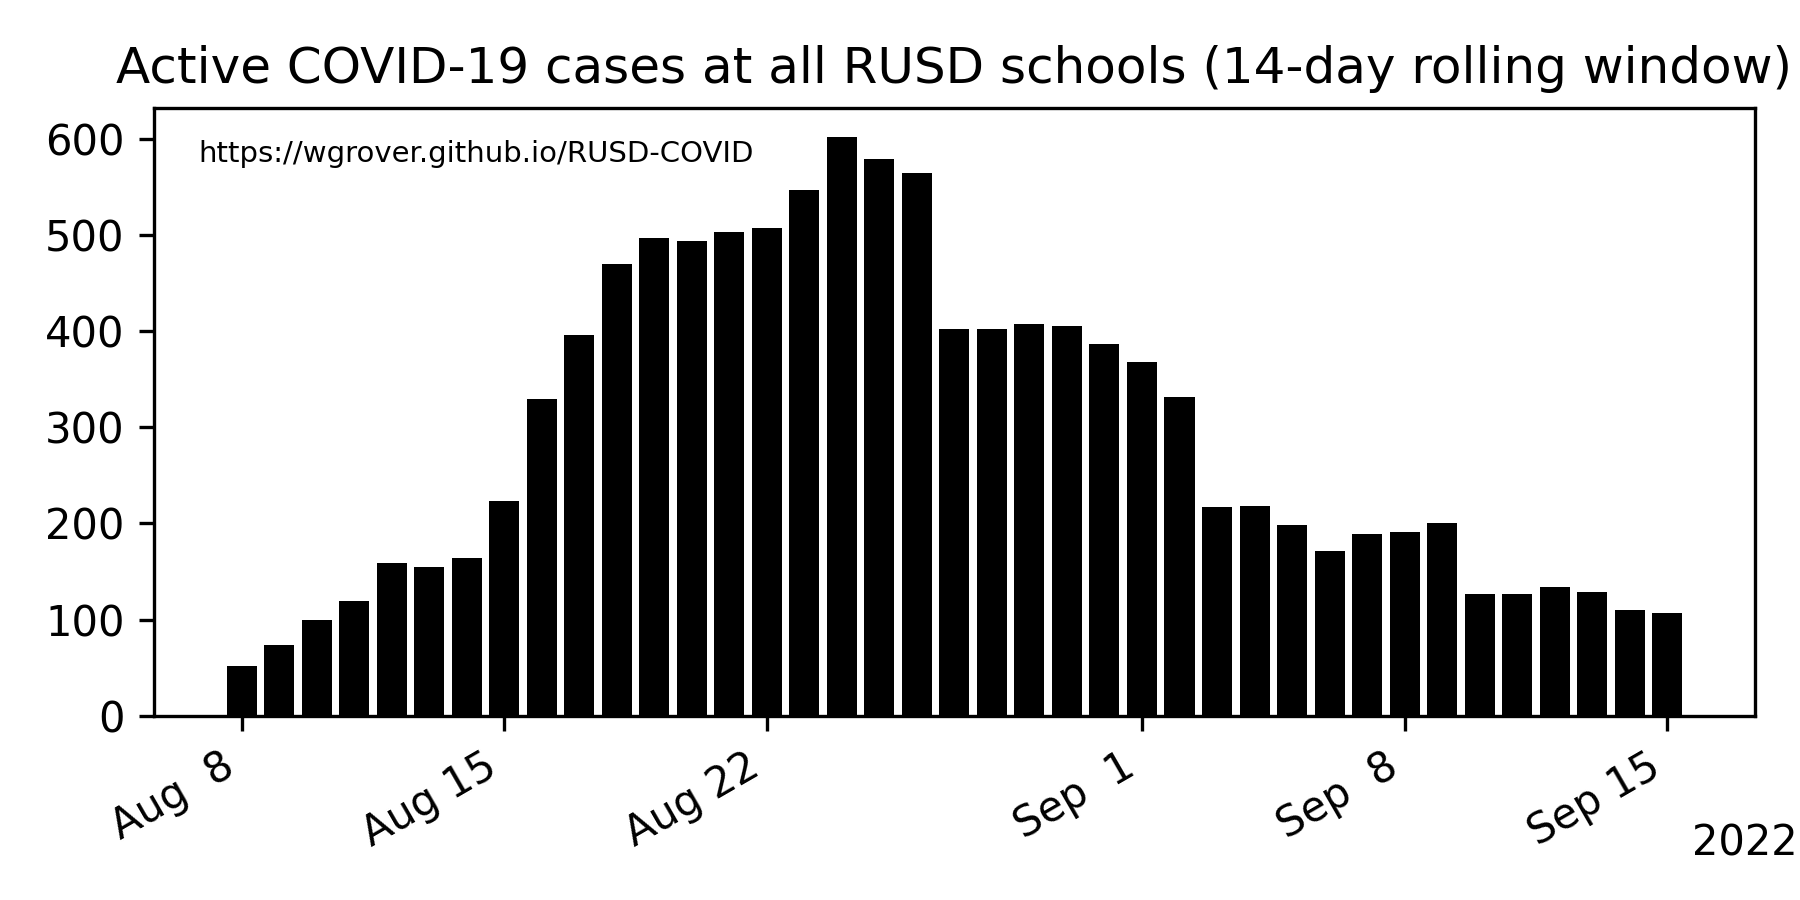 Active COVID-19 cases at all RUSD schools (14-day rolling window)
https://wgrover.github.io/RUSD-COVID
600
500
400
300
200
100
0
Aug 8
Aug 15
Aug 22
Sep 1
Sep 8
Sep 15
2022